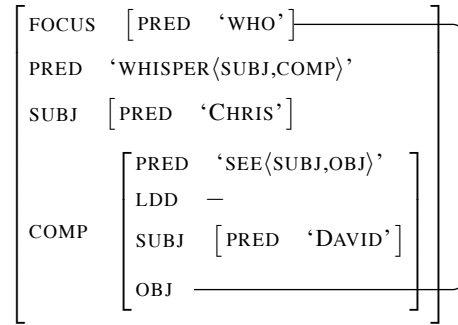 FOCUS [PRED ‘WHO’]
PRED ‘WHISPER⟨SUBJ,COMP⟩’
SUBJ [PRED ‘CHRIS’]
PRED ‘SEE⟨SUBJ,OBJ⟩’
LDD −
COMP
SUBJ [PRED ‘DAVID’]
OBJ